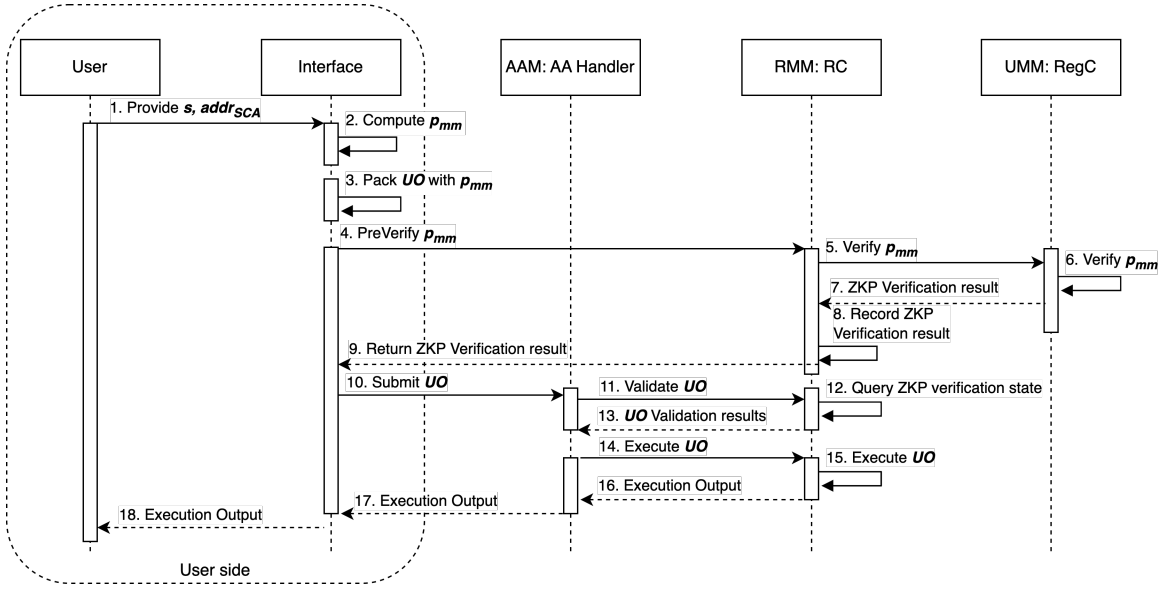 User
Interface
AAM: AA Handler
RMM: RC
UMM: RegC
1. Provide s, addrSCA
2. Compute pmm
3. Pack UO with pmm
4. PreVerify pmm
5. Verify pmm
6. Verify pmm
7. ZKP Verification result
8. Record ZKP
Verification result
9. Return ZKP Verification result
10. Submit UO
11. Validate UO
12. Query ZKP verification state
13. UO Validation results
14. Execute UO
15. Execute UO
16. Execution Output
17. Execution Output
18. Execution Output
User side